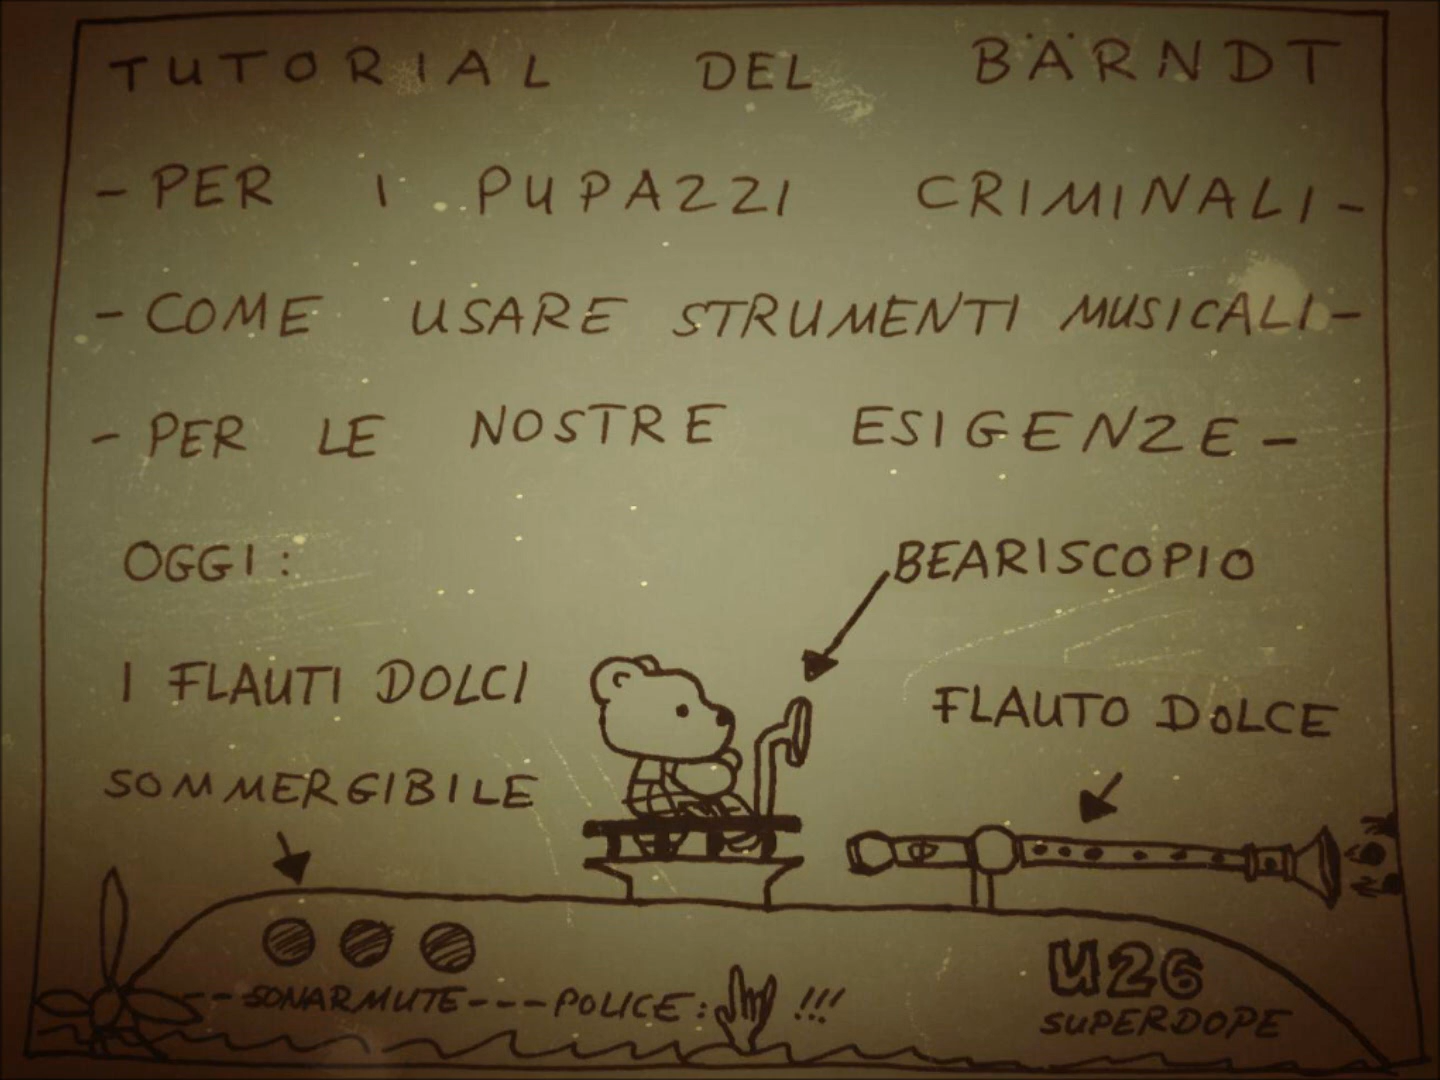 TUTORIAL DEL BÄRNDT
- PER I PUPAZZI CRIMINALI -
- COME USARE STRUMENTI MUSICALI -
- PER LE NOSTRE ESIGENZE -
OGGI:
BEARISCOPIO
I FLAUTI DOLCI
FLAUTO DOLCE
SOMMERGIBILE
U26
SUPERDOPE
-- SONARMUTE --- POLICE: !!!